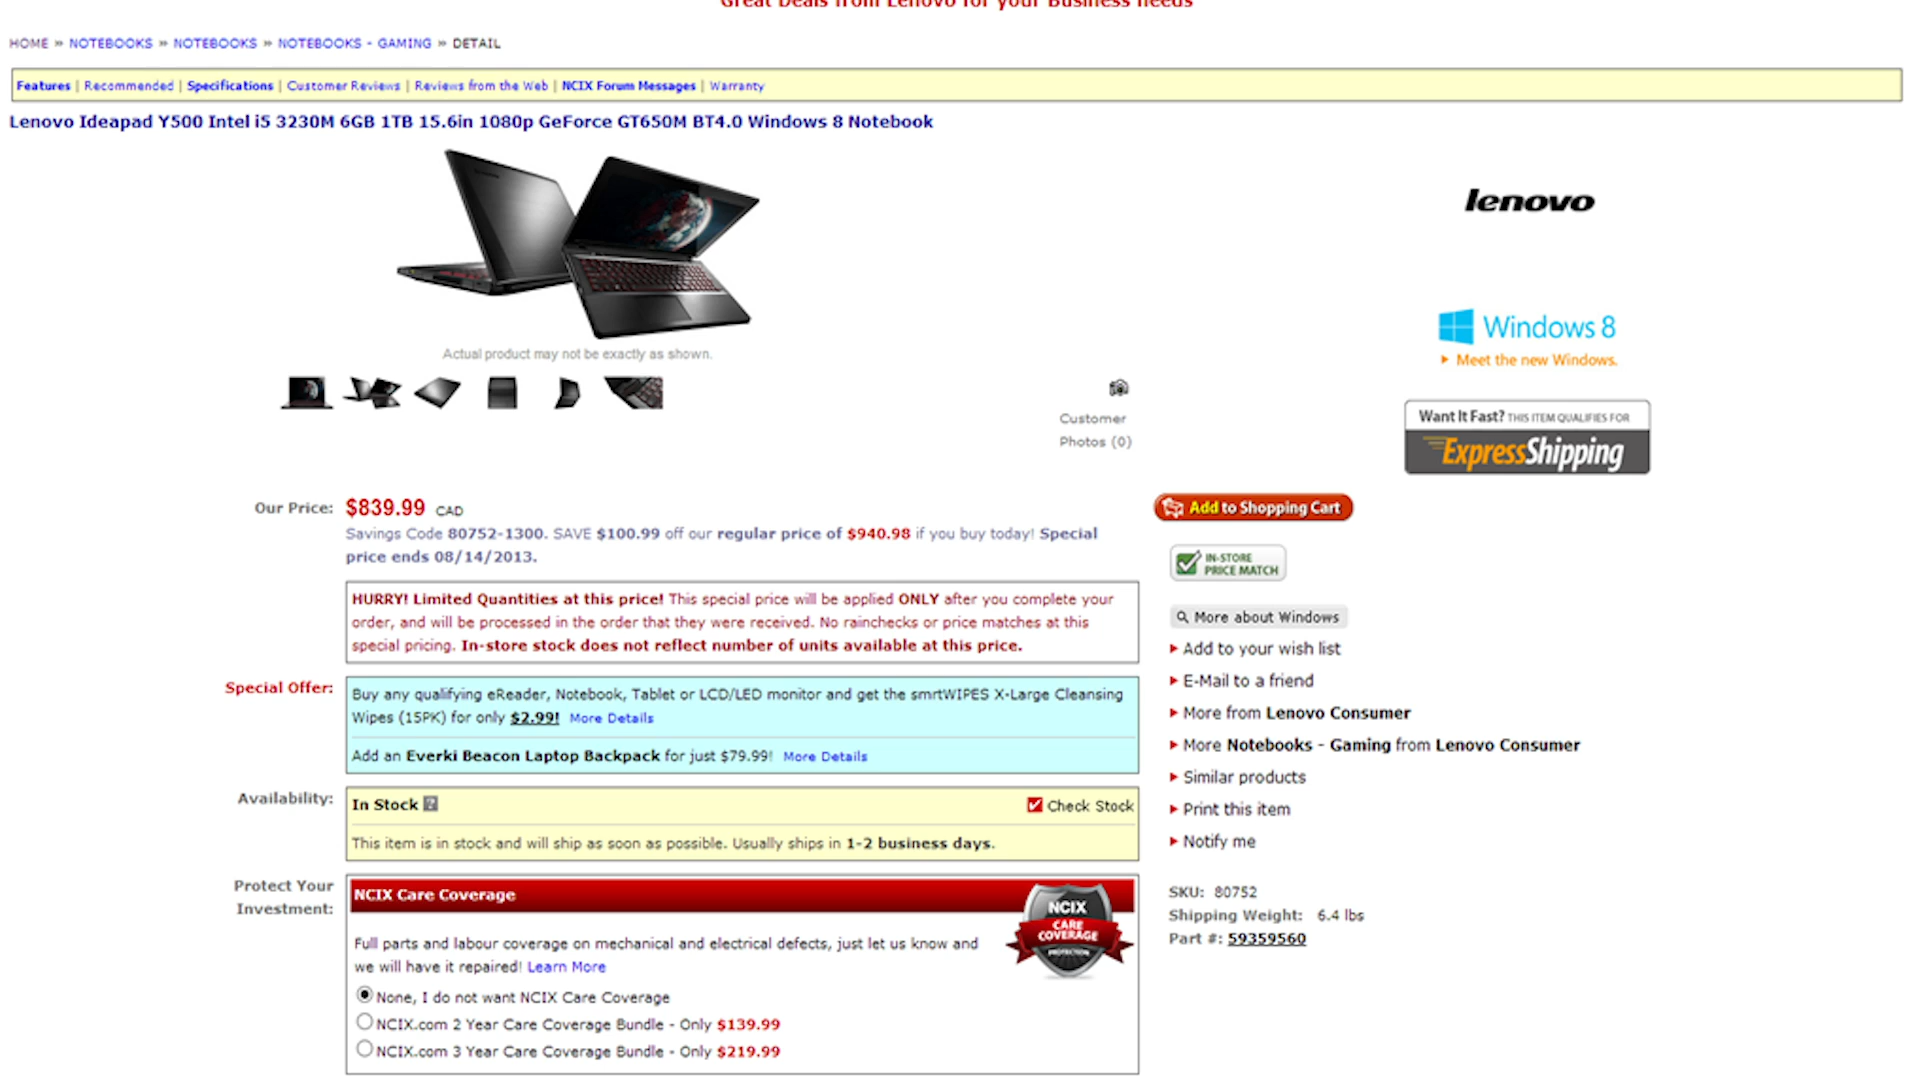 Great Deals from Lenovo for your Business needs
HOME » NOTEBOOKS » NOTEBOOKS » NOTEBOOKS - GAMING » DETAIL
Features | Recommended | Specifications | Customer Reviews | Reviews from the Web | NCIX Forum Messages | Warranty
Lenovo Ideapad Y500 Intel i5 3230M 6GB 1TB 15.6in 1080p GeForce GT650M BT4.0 Windows 8 Notebook
lenovo
Windows 8
Meet the new Windows.
Actual product may not be exactly as shown.
Customer
Photos (0)
Want It Fast? THIS ITEM QUALIFIES FOR
ExpressShipping
Our Price: $839.99 CAD
Savings Code 80752-1300. SAVE $100.99 off our regular price of $940.98 if you buy today! Special
price ends 08/14/2013.
HURRY! Limited Quantities at this price! This special price will be applied ONLY after you complete your
order, and will be processed in the order that they were received. No rainchecks or price matches at this
special pricing. In-store stock does not reflect number of units available at this price.
Special Offer:
Buy any qualifying eReader, Notebook, Tablet or LCD/LED monitor and get the smrtWIPES X-Large Cleansing
Wipes (15PK) for only $2.99! More Details
Add an Everki Beacon Laptop Backpack for just $79.99! More Details
Availability:
In Stock ?
Check Stock
This item is in stock and will ship as soon as possible. Usually ships in 1-2 business days.
Protect Your
Investment:
NCIX Care Coverage
NCIX
CARE
COVERAGE
PROTECTION
Full parts and labour coverage on mechanical and electrical defects, just let us know and
we will have it repaired! Learn More
None, I do not want NCIX Care Coverage
NCIX.com 2 Year Care Coverage Bundle - Only $139.99
NCIX.com 3 Year Care Coverage Bundle - Only $219.99
Add to Shopping Cart
IN-STORE
PRICE MATCH
More about Windows
Add to your wish list
E-Mail to a friend
More from Lenovo Consumer
More Notebooks - Gaming from Lenovo Consumer
Similar products
Print this item
Notify me
SKU: 80752
Shipping Weight: 6.4 lbs
Part #: 59359560